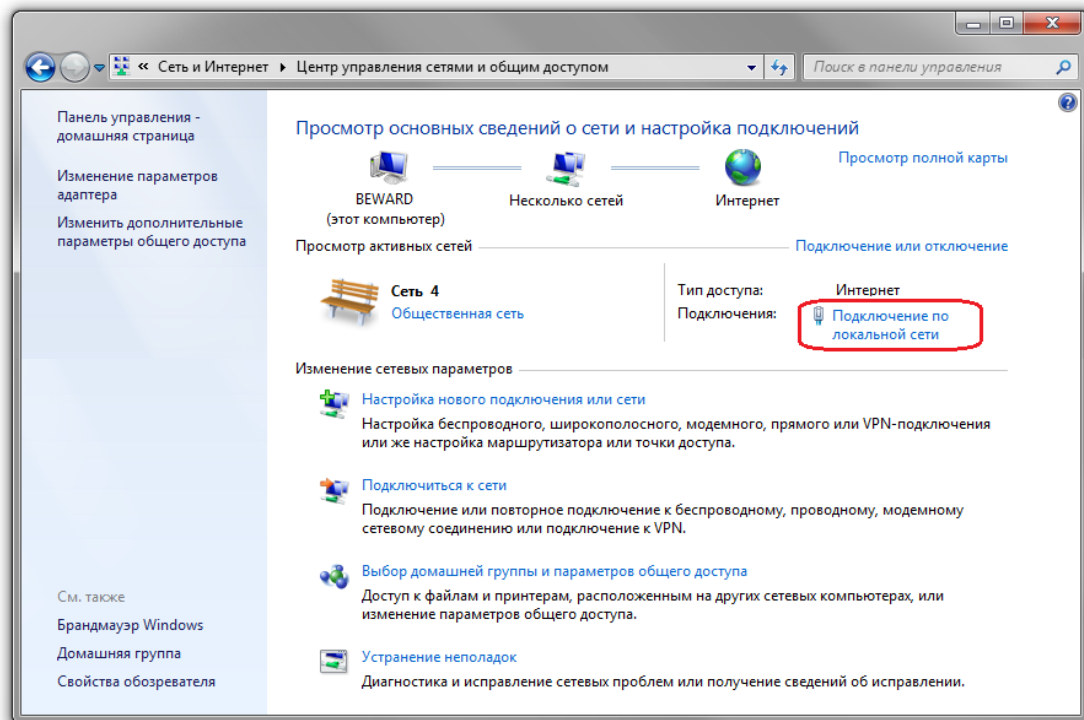 « Сеть и Интернет ▸ Центр управления сетями и общим доступом
Поиск в панели управления
Панель управления -
домашняя страница
Изменение параметров
адаптера
Изменить дополнительные
параметры общего доступа
См. также
Брандмауэр Windows
Домашняя группа
Свойства обозревателя
Просмотр основных сведений о сети и настройка подключений
Просмотр полной карты
BEWARD
(этот компьютер)
Несколько сетей
Интернет
Просмотр активных сетей
Подключение или отключение
Сеть 4
Общественная сеть
Тип доступа: Интернет
Подключения: Подключение по
локальной сети
Изменение сетевых параметров
Настройка нового подключения или сети
Настройка беспроводного, широкополосного, модемного, прямого или VPN-подключения
или же настройка маршрутизатора или точки доступа.
Подключиться к сети
Подключение или повторное подключение к беспроводному, проводному, модемному
сетевому соединению или подключение к VPN.
Выбор домашней группы и параметров общего доступа
Доступ к файлам и принтерам, расположенным на других сетевых компьютерах, или
изменение параметров общего доступа.
Устранение неполадок
Диагностика и исправление сетевых проблем или получение сведений об исправлении.